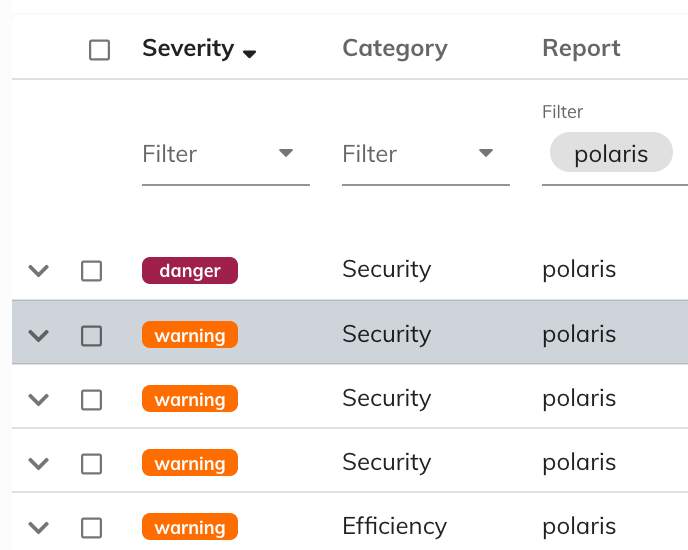 Severity Category Report
Filter
Filter Filter polaris
danger Security polaris
warning Security polaris
warning Security polaris
warning Security polaris
warning Efficiency polaris